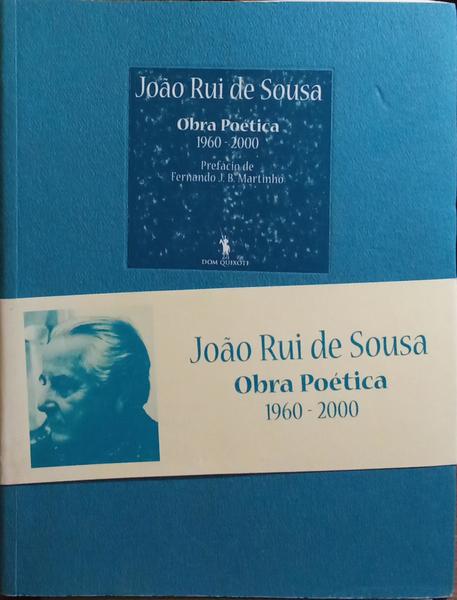 João Rui de Sousa
Obra Poética
1960 - 2000
Prefácio de
Fernando J. B. Martinho
DOM QUIXOTE
João Rui de Sousa
Obra Poética
1960 - 2000